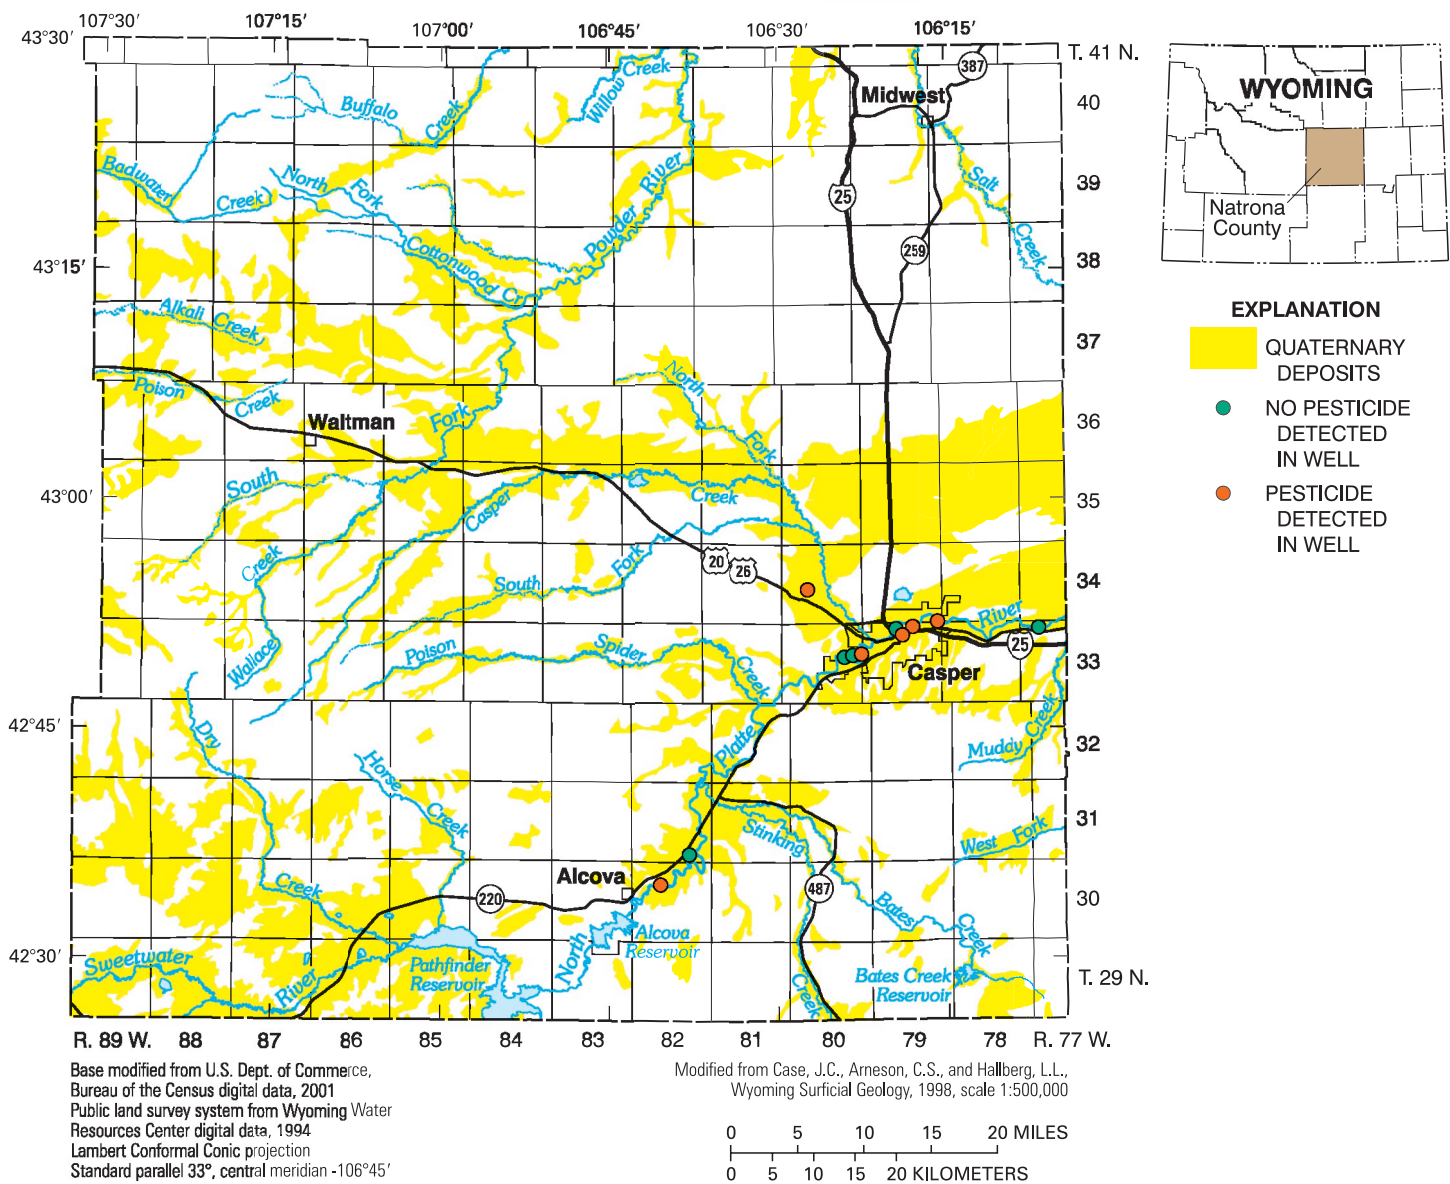 107°30′
107°15′
107°00′
106°45′
106°30′
106°15′
43°30′
T. 41 N.
387
Willow
Creek
Midwest
40
Buffalo
Creek
WYOMING
Badwater
Creek
North
Fork
Powder
River
25
Salt
Creek
39
Natrona
County
43°15′
Cottonwood Cr
259
38
Alkali Creek
37
EXPLANATION
QUATERNARY
DEPOSITS
Poison
Creek
North
Fork
NO PESTICIDE
DETECTED
IN WELL
Waltman
Fork
36
43°00′
South
Casper
Creek
35
PESTICIDE
DETECTED
IN WELL
Creek
20
26
South
Fork
34
River
Wallace
Poison
Spider
Creek
25
33
Casper
42°45′
Dry
Platte
Muddy Creek
32
Horse
Creek
Stinking
West Fork
31
Creek
Alcova
220
487
Bates
Creek
30
42°30′
Sweetwater
River
Pathfinder
Reservoir
North
Alcova
Reservoir
Creek
Bates Creek
Reservoir
T. 29 N.
R. 89 W.
88
87
86
85
84
83
82
81
80
79
78
R. 77 W.
Base modified from U.S. Dept. of Commerce,
Bureau of the Census digital data, 2001
Public land survey system from Wyoming Water
Resources Center digital data, 1994
Lambert Conformal Conic projection
Standard parallel 33°, central meridian -106°45′
Modified from Case, J.C., Arneson, C.S., and Hallberg, L.L.,
Wyoming Surficial Geology, 1998, scale 1:500,000
0 5 10 15 20 MILES
0 5 10 15 20 KILOMETERS